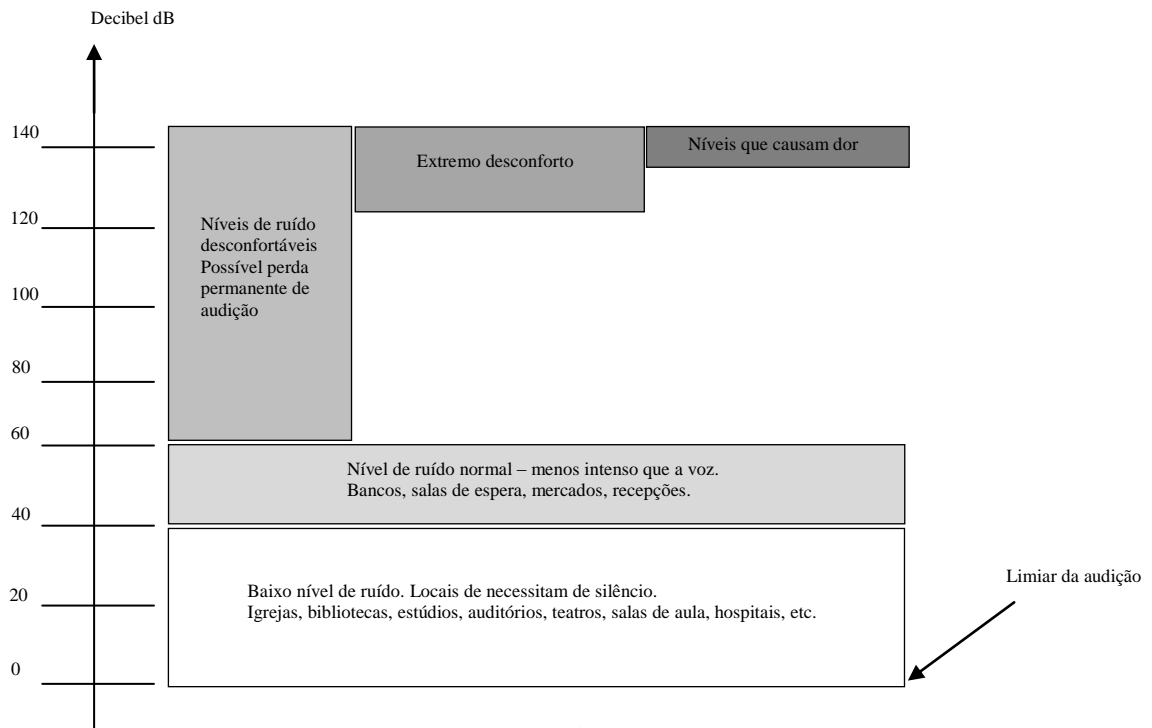 Decibel dB
140
Níveis que causam dor
Extremo desconforto
120
Níveis de ruído
desconfortáveis
Possível perda
permanente de
audição
100
80
60
Nível de ruído normal – menos intenso que a voz.
Bancos, salas de espera, mercados, recepções.
40
Baixo nível de ruído. Locais de necessitam de silêncio.
Igrejas, bibliotecas, estúdios, auditórios, teatros, salas de aula, hospitais, etc.
Limiar da audição
20
0